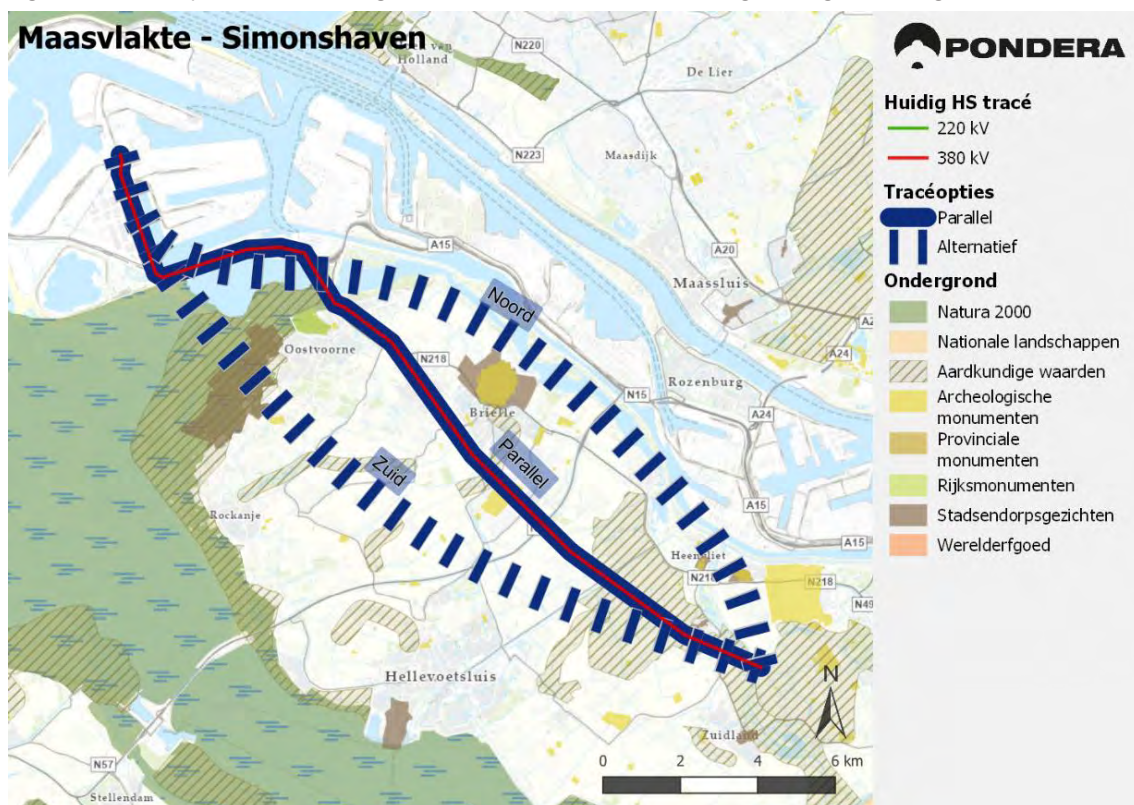 Maasvlakte - Simonshaven
van
Holland
N220
De Lier
N223
Maasdijk
A15
A20
Maassluis
A24
Noord
Oostvoorne
N218
N15
Rozenburg
A24
Brielle
Parallel
Zuid
A15
A15
Rockanje
Heenvliet
N218
N218
N49
Hellevoetsluis
N
Zuidland
N57
Stellendam
0 2 4 6 km
PONDERA
Huidig HS tracé
220 kV
380 kV
Tracéopties
Parallel
Alternatief
Ondergrond
Natura 2000
Nationale landschappen
Aardkundige waarden
Archeologische
monumenten
Provinciale
monumenten
Rijksmonumenten
Stadsendorpsgezichten
Werelderfgoed